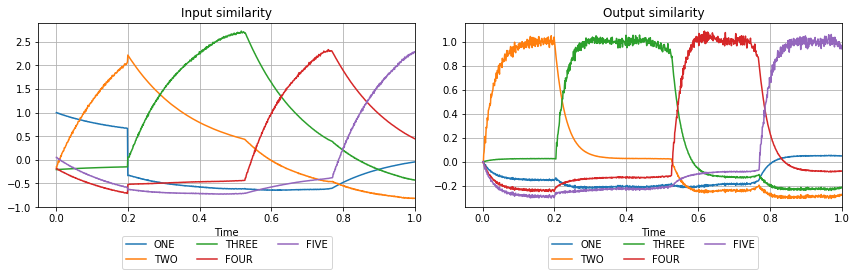 Input similarity
2.5
2.0
1.5
1.0
0.5
0.0
−0.5
−1.0
0.0 0.2 0.4 0.6 0.8 1.0
Time
ONE THREE FIVE
TWO FOUR
Output similarity
1.0
0.8
0.6
0.4
0.2
0.0
−0.2
0.0 0.2 0.4 0.6 0.8 1.0
Time
ONE THREE FIVE
TWO FOUR